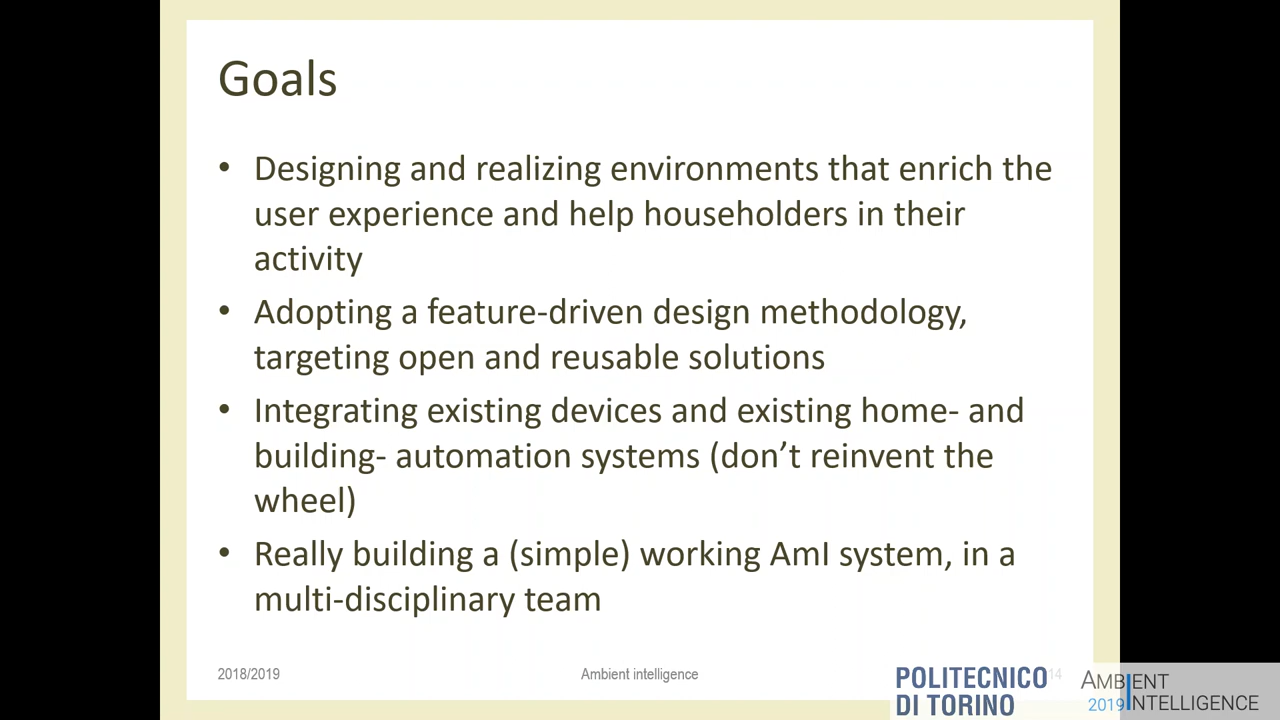 Goals
• Designing and realizing environments that enrich the
user experience and help householders in their
activity
• Adopting a feature-driven design methodology,
targeting open and reusable solutions
• Integrating existing devices and existing home- and
building- automation systems (don’t reinvent the
wheel)
• Really building a (simple) working AmI system, in a
multi-disciplinary team
2018/2019
Ambient intelligence
14
POLITECNICO
DI TORINO
AMBIENT
2019 INTELLIGENCE